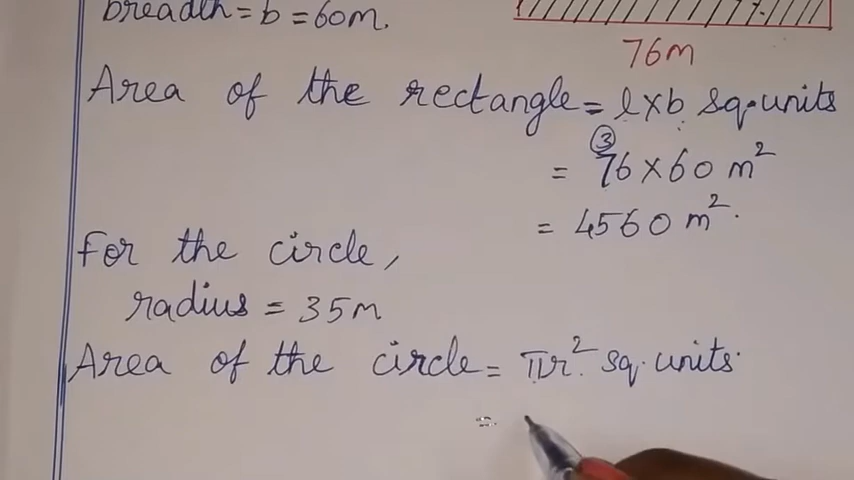 breadth = b = 60m.
76m
Area of the rectangle = l×b sq.units
③
= 76×60 m²
= 4560 m².
For the circle,
radius = 35m
Area of the circle = πr² sq.units.
=